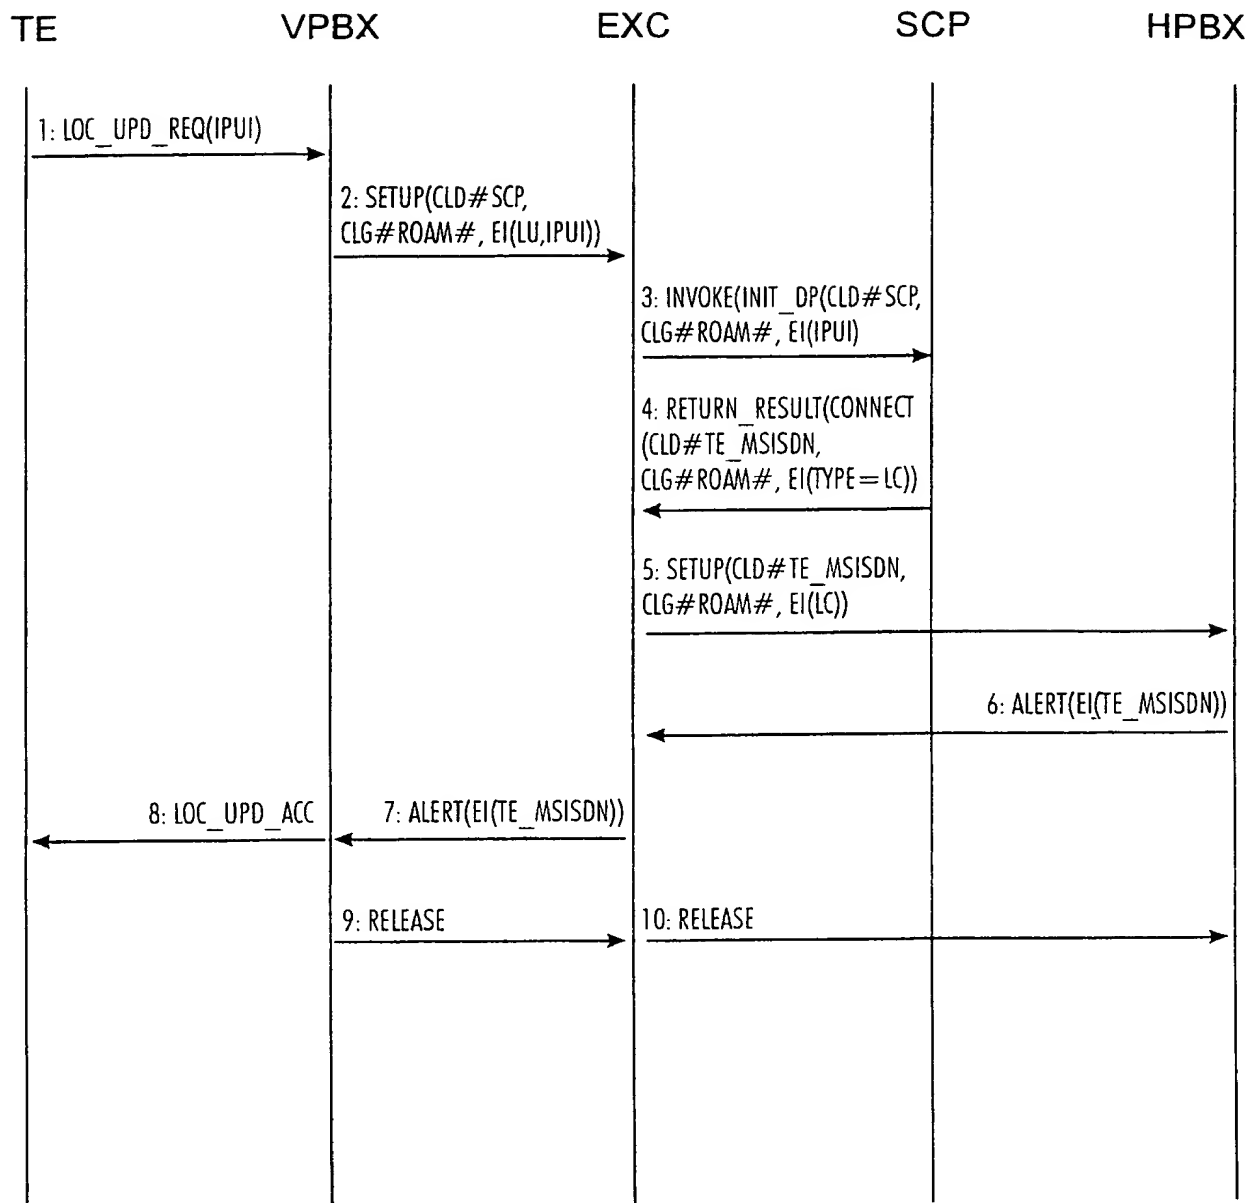 TE VPBX EXC SCP HPBX
1: LOC_UPD_REQ(IPUI)
2: SETUP(CLD#SCP,
CLG#ROAM#, EI(LU,IPUI))
3: INVOKE(INIT_DP(CLD#SCP,
CLG#ROAM#, EI(IPUI)
4: RETURN_RESULT(CONNECT
(CLD#TE_MSISDN,
CLG#ROAM#, EI(TYPE=LC))
5: SETUP(CLD#TE_MSISDN,
CLG#ROAM#, EI(LC))
6: ALERT(EI(TE_MSISDN))
8: LOC_UPD_ACC 7: ALERT(EI(TE_MSISDN))
9: RELEASE 10: RELEASE